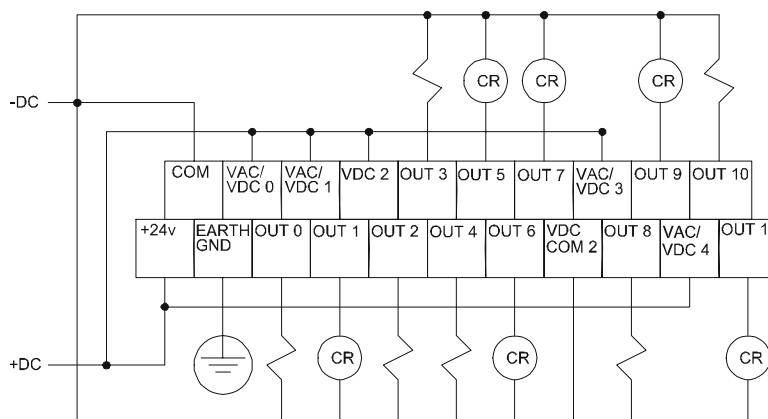 CR CR CR
-DC
COM VAC/ VDC 0 VAC/ VDC 1 VDC 2 OUT 3 OUT 5 OUT 7 VAC/ VDC 3 OUT 9 OUT 10
+24v EARTH GND OUT 0 OUT 1 OUT 2 OUT 4 OUT 6 VDC COM 2 OUT 8 VAC/ VDC 4 OUT 1
+DC CR CR CR